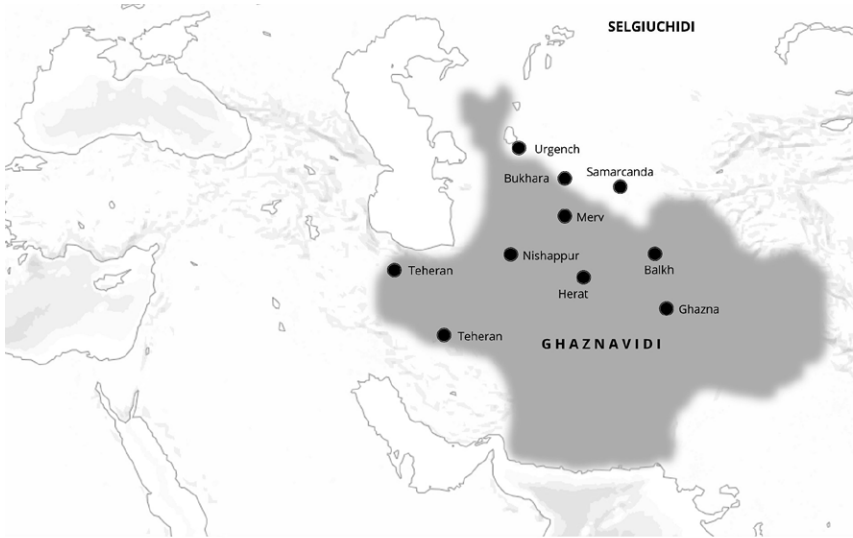 SELGIUCHIDI
Urgench
Bukhara
Samarcanda
Merv
Nishappur
Balkh
Teheran
Herat
Ghazna
Teheran
GHAZNAVIDI